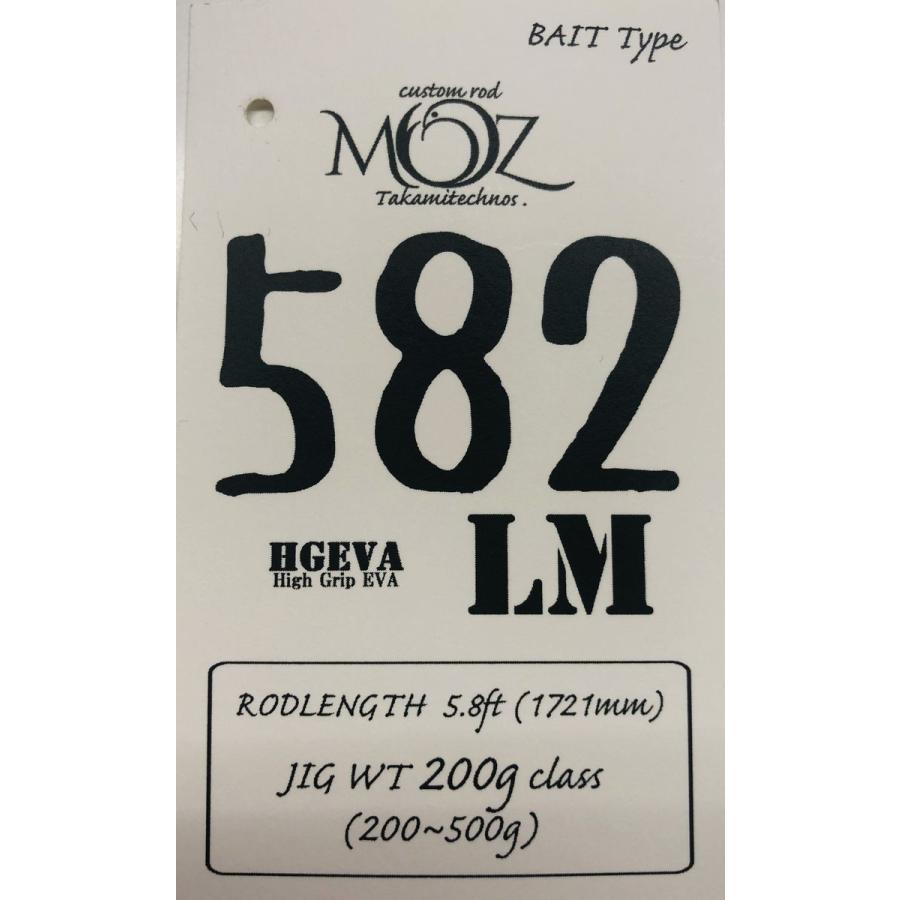 BAIT Type
custom rod
MOZ
Takamitechnos.
582
HGEVA
High Grip EVA
LM
RODLENGTH 5.8ft (1721mm)
JIG WT 200g class
(200~500g)